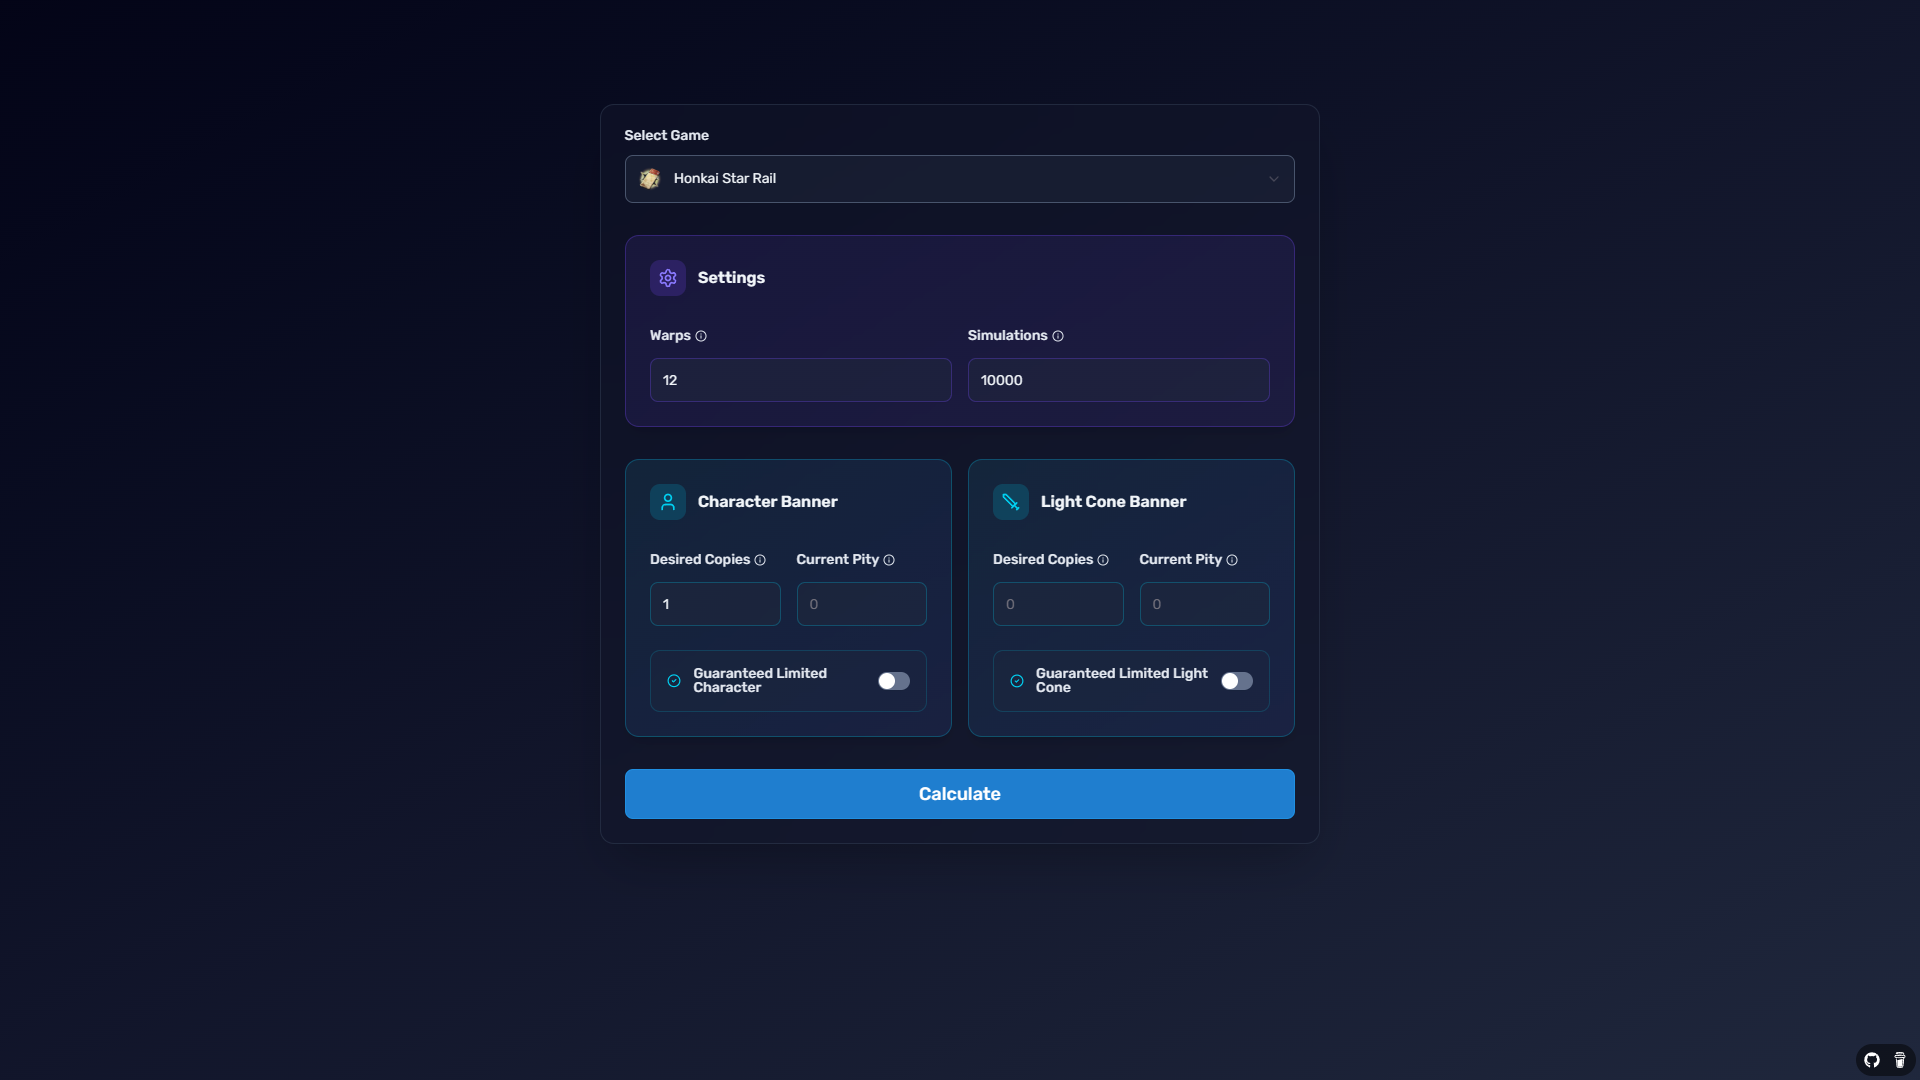 Select Game
Honkai Star Rail
Settings
Warps
Simulations
12
10000
Character Banner
Desired Copies
Current Pity
1
0
Guaranteed Limited
Character
Light Cone Banner
Desired Copies
Current Pity
0
0
Guaranteed Limited Light
Cone
Calculate